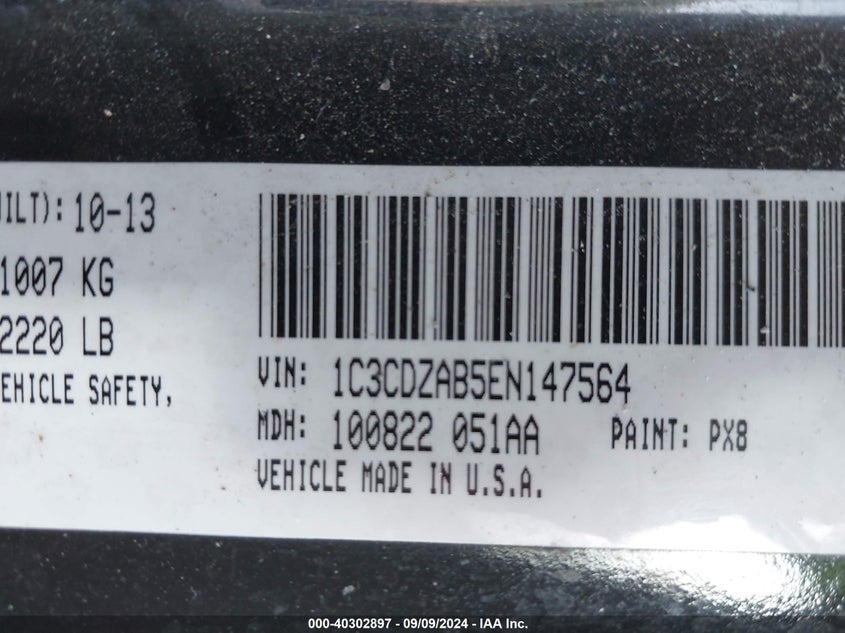 UILT): 10-13
1007 KG
2220 LB
EHICLE SAFETY,
VIN: 1C3CDZAB5EN147564
MDH: 100822 051AA PAINT: PX8
VEHICLE MADE IN U.S.A.
000-40302897 - 09/09/2024 - IAA Inc.